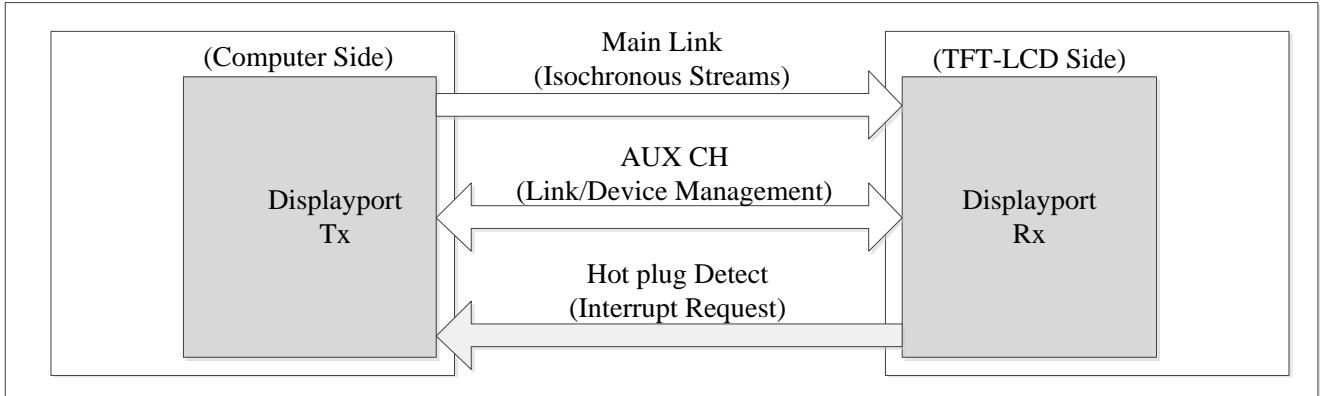 (Computer Side)
Displayport
Tx
Main Link
(Isochronous Streams)
AUX CH
(Link/Device Management)
Hot plug Detect
(Interrupt Request)
(TFT-LCD Side)
Displayport
Rx